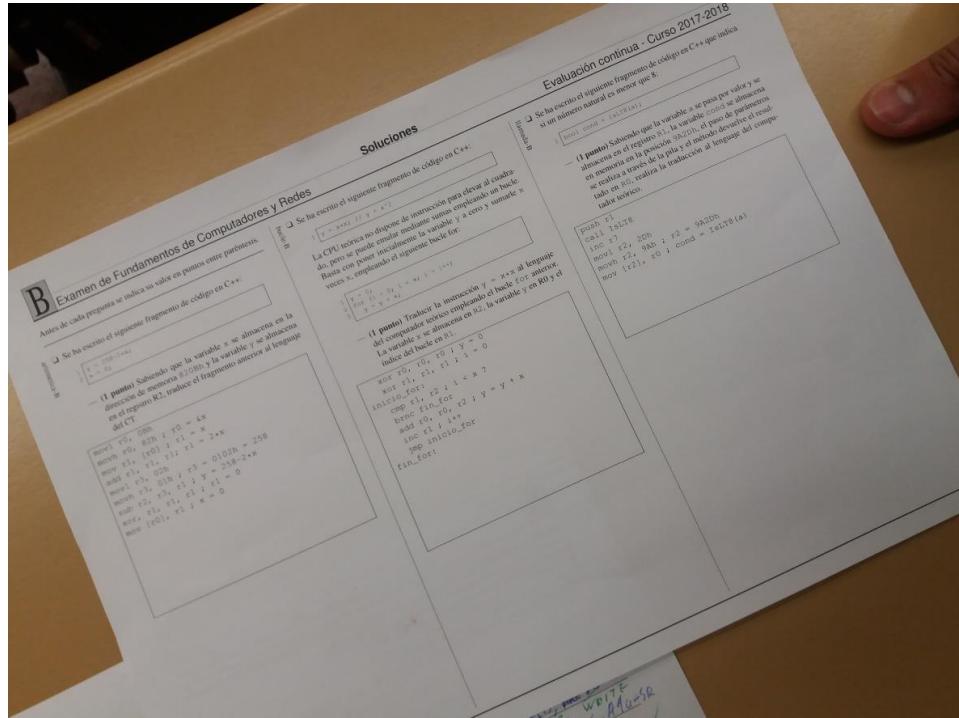 B Examen de Fundamentos de Computadores y Redes
Soluciones
Evaluación continua - Curso 2017-2018
Antes de cada pregunta se indica su valor en puntos entre paréntesis.
❑ Se ha escrito el siguiente fragmento de código en C++:
y = 258-2*x;
x = 0;
— (1 punto) Sabiendo que la variable x se almacena en la
dirección de memoria 820Bh y la variable y se almacena
en el registro R2, traduce el fragmento anterior al lenguaje
del CT.
movl r0, 0Bh
movh r0, 82h ; r0 = &x
mov r1, [r0] ; r1 = x
add r1, r1, r1; r1 = 2*x
movl r3, 02h
movh r3, 01h ; r3 = 0102h = 258
sub r2, r3, r1 ; y = 258-2*x
xor, r1, r1, r1 ; r1 = 0
mov [r0], r1 ; x = 0
bucle-B
❑ Se ha escrito el siguiente fragmento de código en C++:
y = x*x; // y = x^2
La CPU teórica no dispone de instrucción para elevar al cuadra-
do, pero se puede emular mediante sumas empleando un bucle.
Basta con poner inicialmente la variable y a cero y sumarle x
veces x, empleando el siguiente bucle for:
y = 0;
for (i = 0; i < x; i++)
y = y + x;
— (1 punto) Traducir la instrucción y = x*x al lenguaje
del computador teórico empleando el bucle for anterior.
La variable x se almacena en R2, la variable y en R0 y el
índice del bucle en R1.
xor r0, r0, r0 ; y = 0
xor r1, r1, r1 ; i = 0
inicio_for:
cmp r1, r2 ; i < x ?
brnc fin_for
add r0, r0, r2 ; y = y + x
inc r1 ; i++
jmp inicio_for
fin_for:
llamada-B
❑ Se ha escrito el siguiente fragmento de código en C++ que indica
si un número natural es menor que 8:
bool cond = IsLT8(a);
— (1 punto) Sabiendo que la variable a se pasa por valor y se
almacena en el registro R1, la variable cond se almacena
en memoria en la posición 9A2Dh, el paso de parámetros
se realiza a través de la pila y el método devuelve el resul-
tado en R0, realiza la traducción al lenguaje del compu-
tador teórico.
push r1
call IsLT8
inc r7
movl r2, 2Dh
movh r2, 9Ah ; r2 = 9A2Dh
mov [r2], r0 ; cond = IsLT8(a)
WRITE